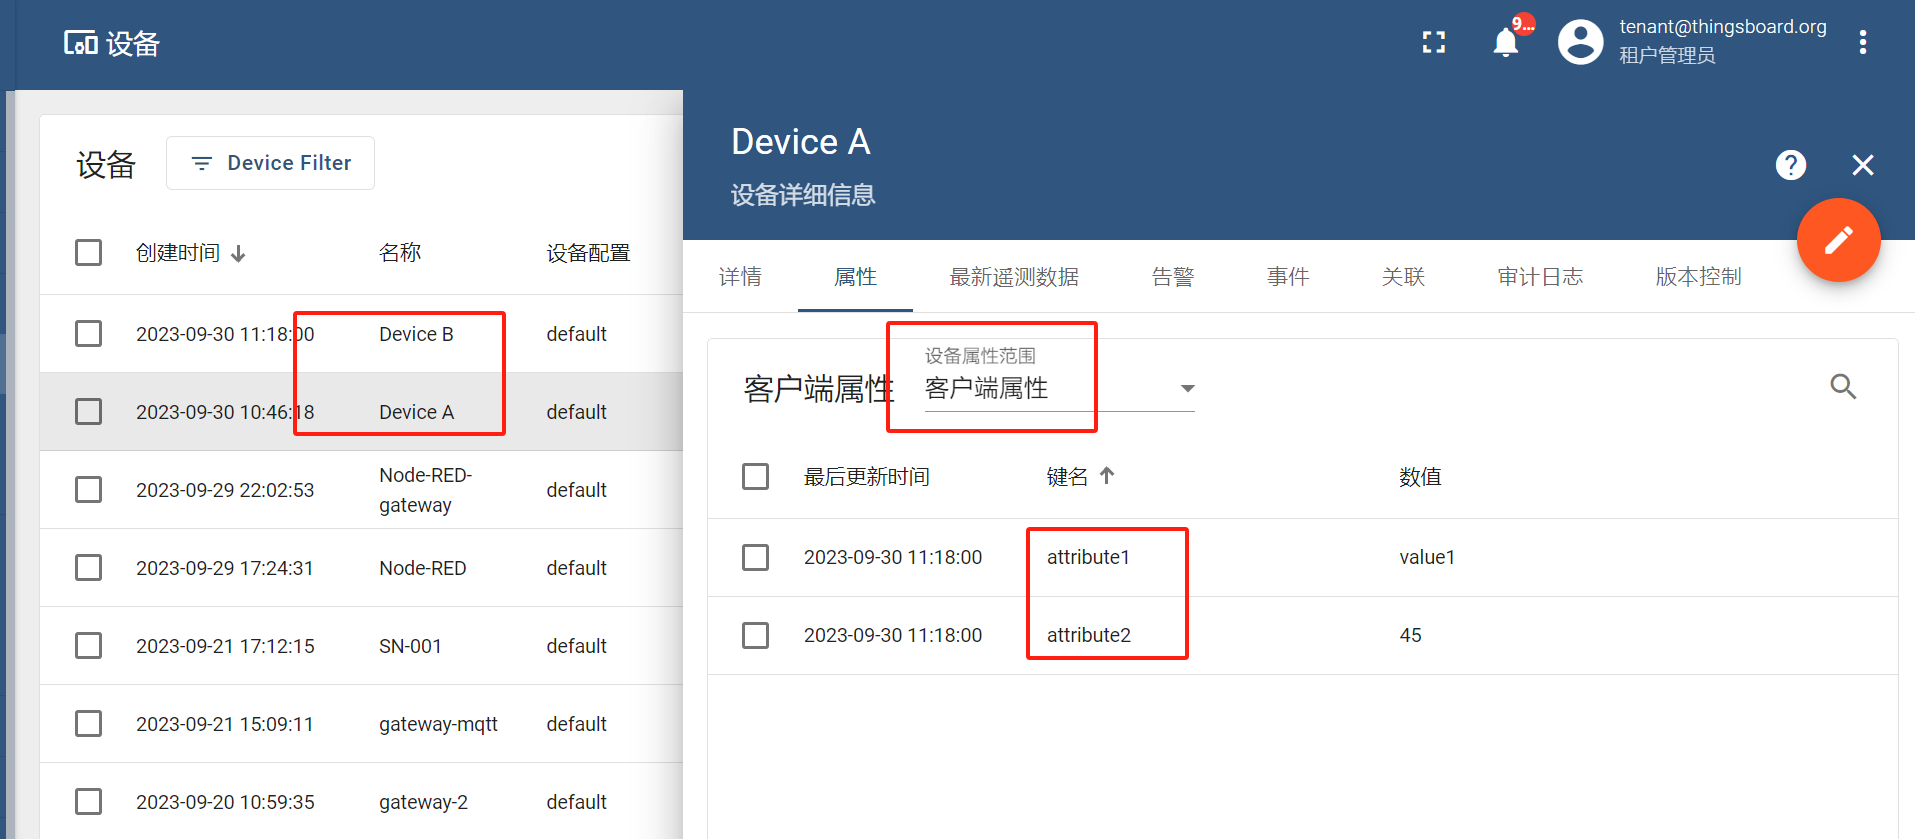 设备
9...
tenant@thingsboard.org
租户管理员
设备
Device Filter
创建时间 名称 设备配置
2023-09-30 11:18:00 Device B default
2023-09-30 10:46:18 Device A default
2023-09-29 22:02:53 Node-RED-
gateway default
2023-09-29 17:24:31 Node-RED default
2023-09-21 17:12:15 SN-001 default
2023-09-21 15:09:11 gateway-mqtt default
2023-09-20 10:59:35 gateway-2 default
Device A
设备详细信息
详情 属性 最新遥测数据 告警 事件 关联 审计日志 版本控制
设备属性范围
客户端属性 客户端属性
最后更新时间 键名 数值
2023-09-30 11:18:00 attribute1 value1
2023-09-30 11:18:00 attribute2 45